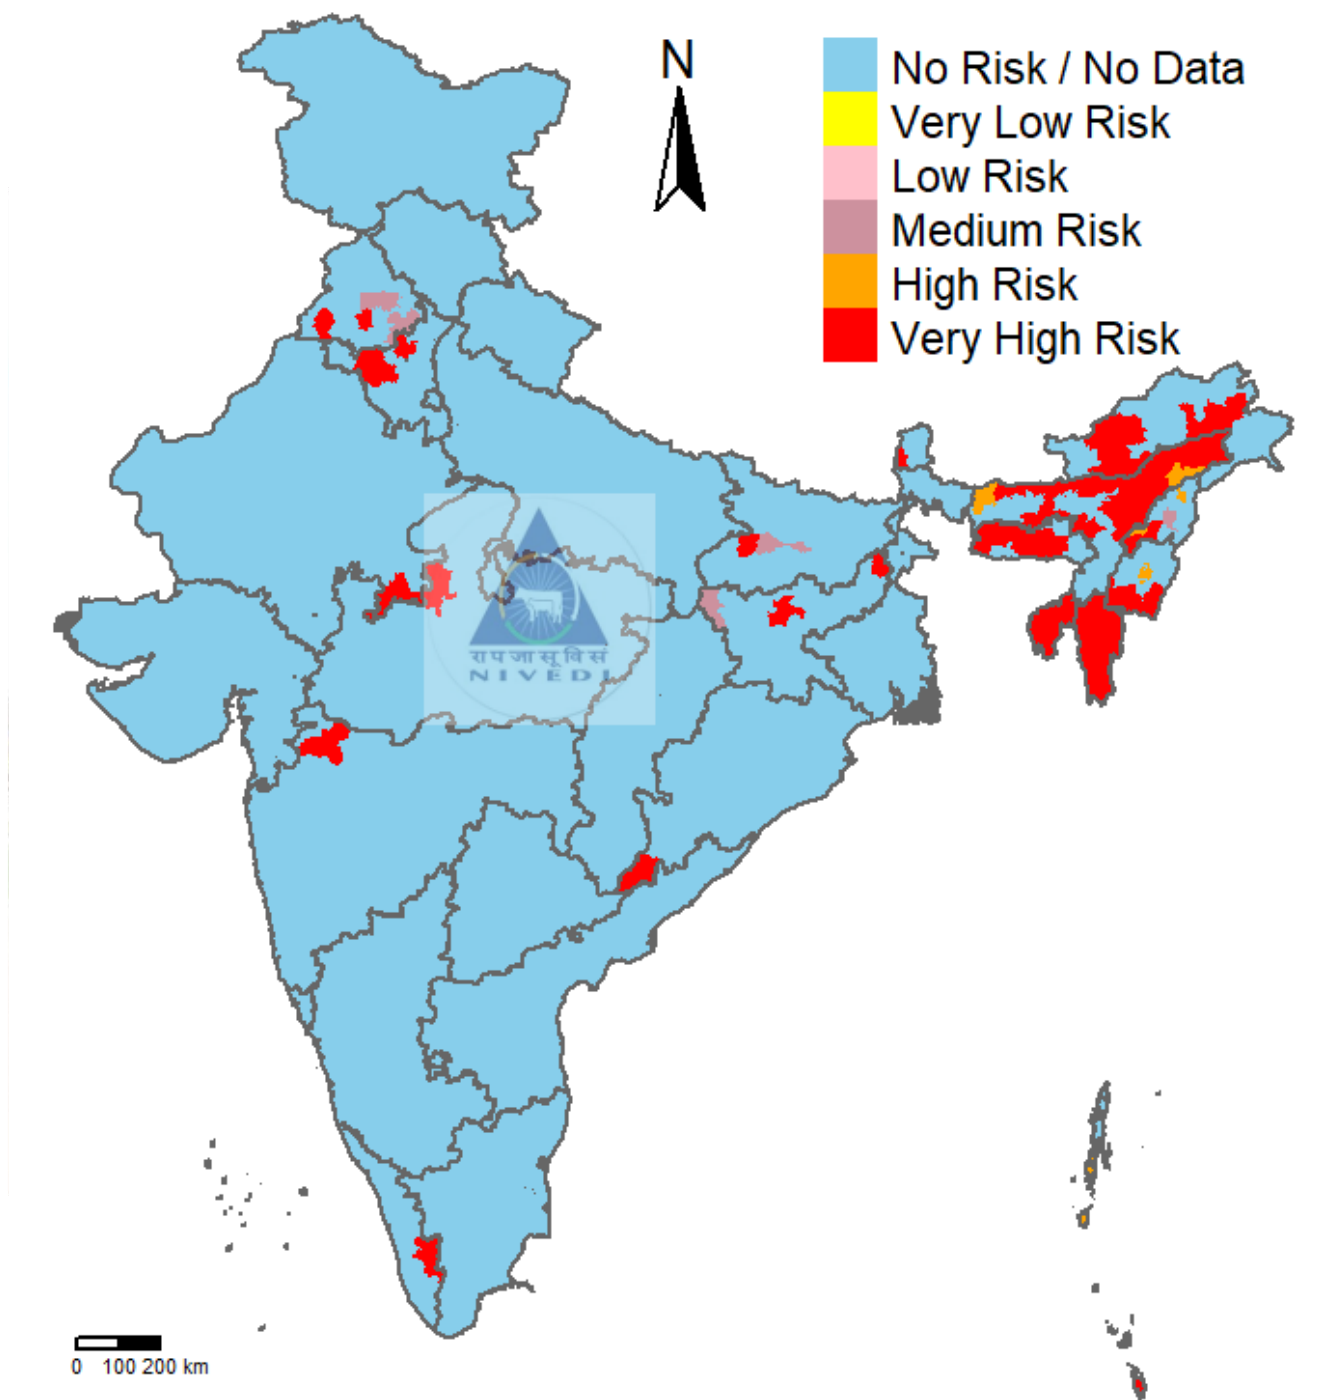 N
No Risk / No Data
Very Low Risk
Low Risk
Medium Risk
High Risk
Very High Risk
रापजासूविसं
NIVEDI
0 100 200 km